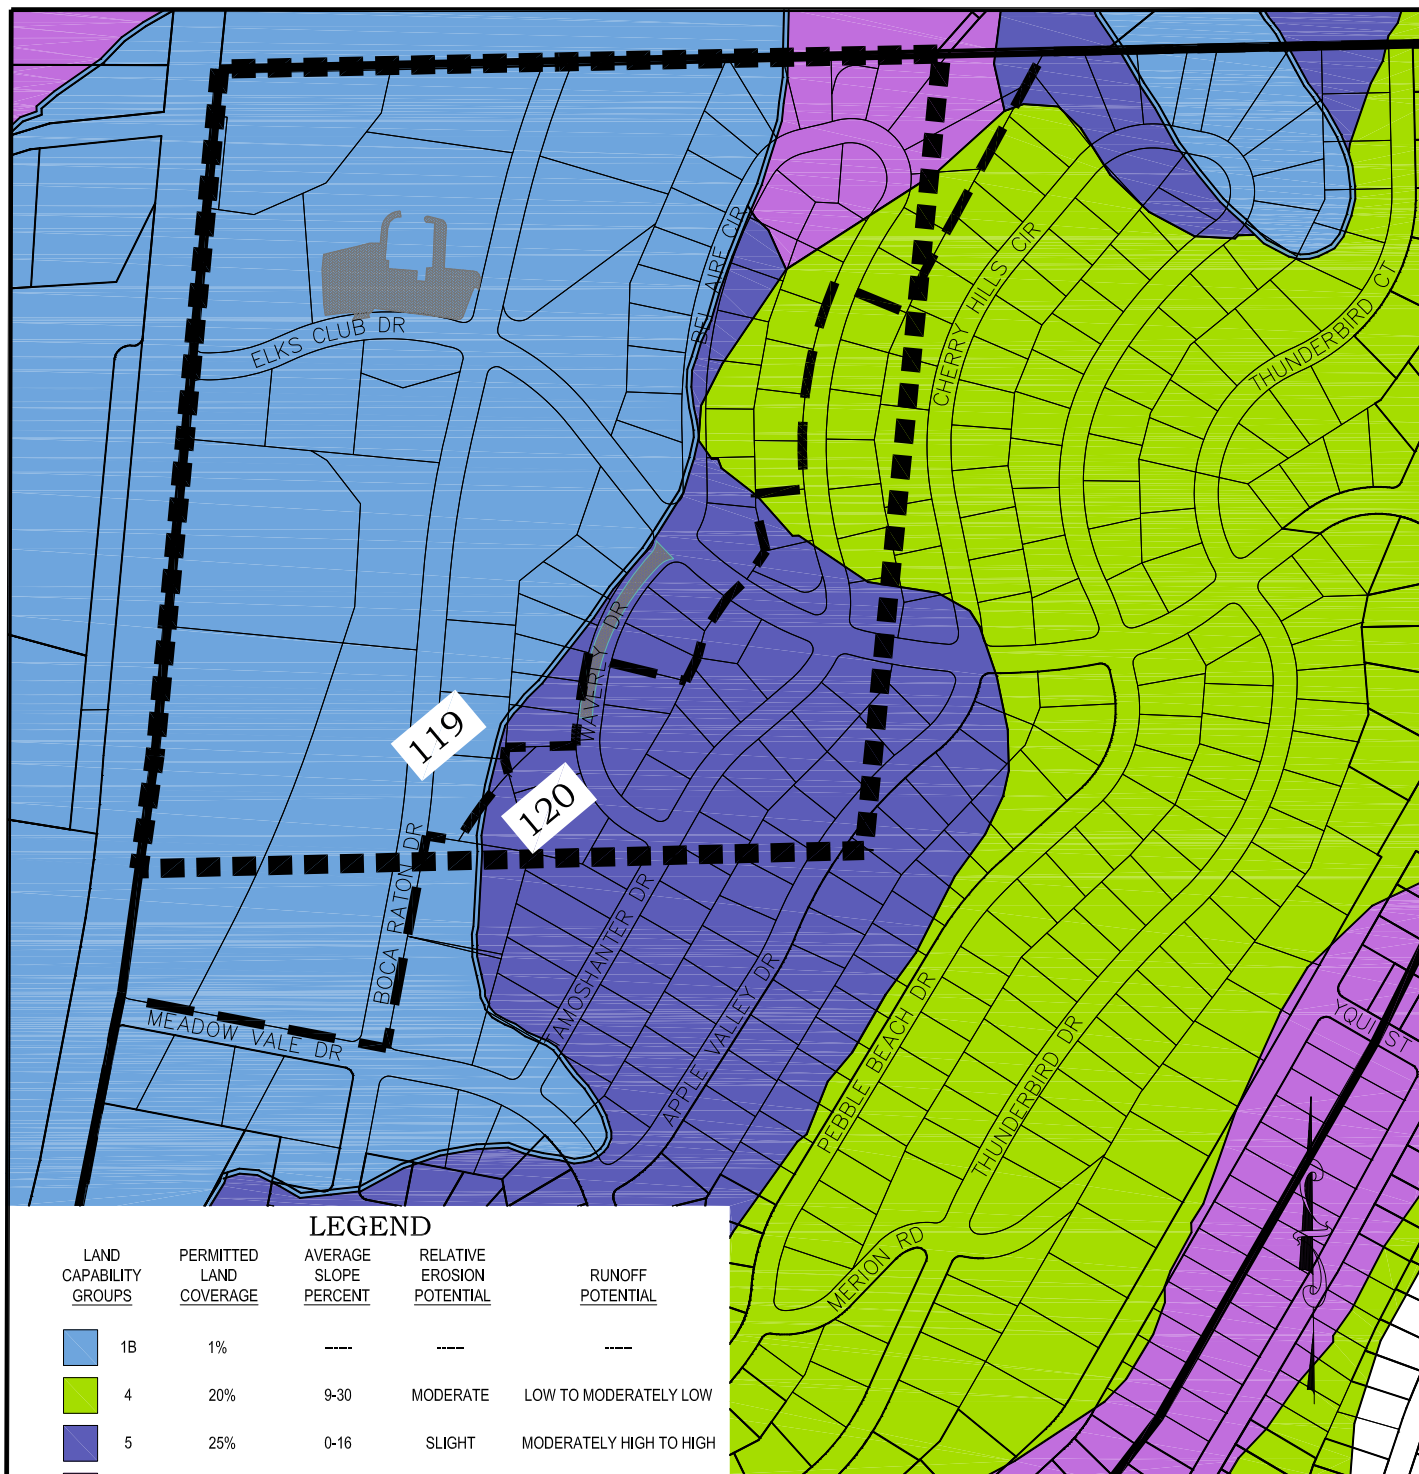 BEL AIRE CIR
CHERRY HILLS CIR
THUNDERBIRD CT
ELKS CLUB DR
WAVERLY DR
119
120
BOCA RATON DR
MEADOW VALE DR
TAMOSHANTER DR
APPLE VALLEY DR
PEBBLE BEACH DR
THUNDERBIRD DR
YQUI ST
MERION RD
LEGEND
LAND CAPABILITY GROUPS
PERMITTED LAND COVERAGE
AVERAGE SLOPE PERCENT
RELATIVE EROSION POTENTIAL
RUNOFF POTENTIAL
1B 1% ---- ---- ----
4 20% 9-30 MODERATE LOW TO MODERATELY LOW
5 25% 0-16 SLIGHT MODERATELY HIGH TO HIGH